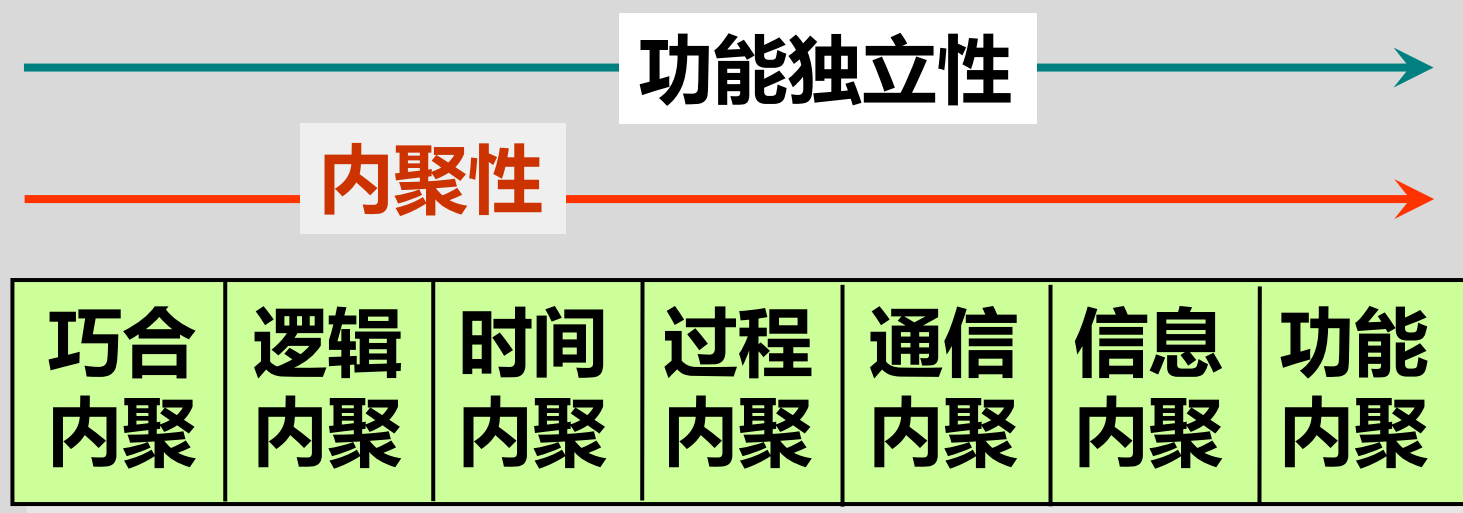 功能独立性
内聚性
巧合 逻辑 时间 过程 通信 信息 功能
内聚 内聚 内聚 内聚 内聚 内聚 内聚